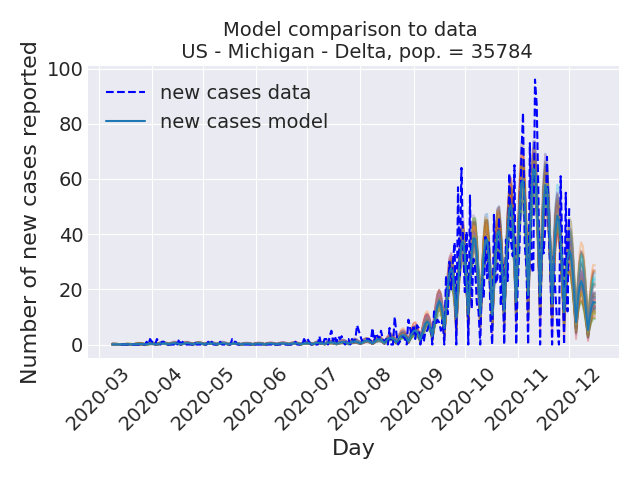 Model comparison to data
US - Michigan - Delta, pop. = 35784
Number of new cases reported
100
80
60
40
20
0
new cases data
new cases model
2020-03
2020-04
2020-05
2020-06
2020-07
2020-08
2020-09
2020-10
2020-11
2020-12
Day